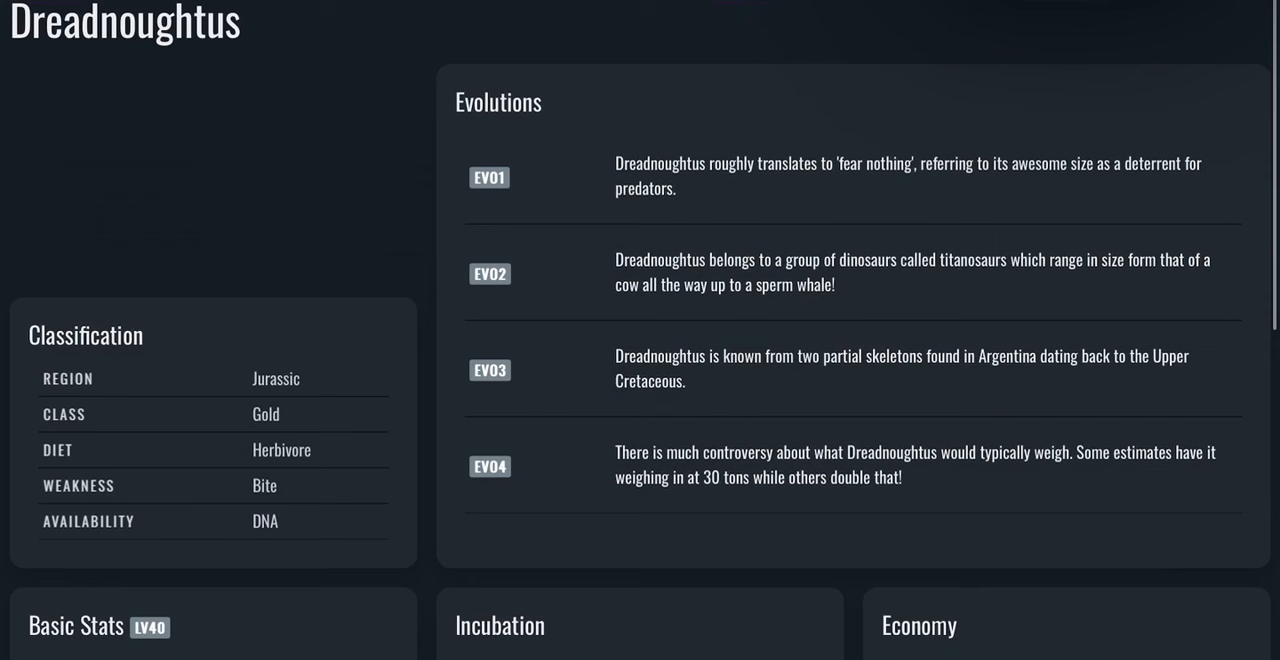 Dreadnoughtus
Evolutions
EVO1
Dreadnoughtus roughly translates to 'fear nothing', referring to its awesome size as a deterrent for
predators.
EVO2
Dreadnoughtus belongs to a group of dinosaurs called titanosaurs which range in size form that of a
cow all the way up to a sperm whale!
EVO3
Dreadnoughtus is known from two partial skeletons found in Argentina dating back to the Upper
Cretaceous.
EVO4
There is much controversy about what Dreadnoughtus would typically weigh. Some estimates have it
weighing in at 30 tons while others double that!
Classification
REGION Jurassic
CLASS Gold
DIET Herbivore
WEAKNESS Bite
AVAILABILITY DNA
Basic Stats LV40
Incubation
Economy